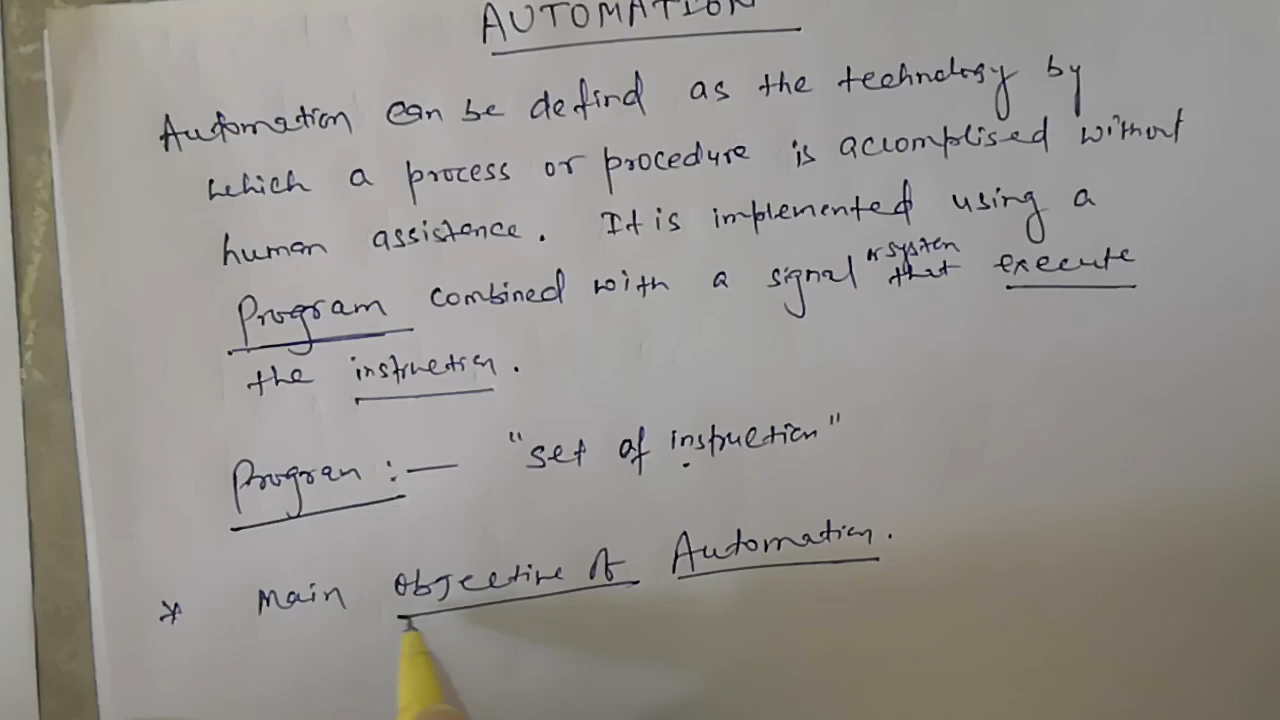 AUTOMATION
Automation can be defind as the technology by
which a process or procedure is accomplised without
human assistence. It is implemented using a
Program combined with a signal "system that execute
the instruction.
Program :— "set of instruction"
* Main Objective of Automation.